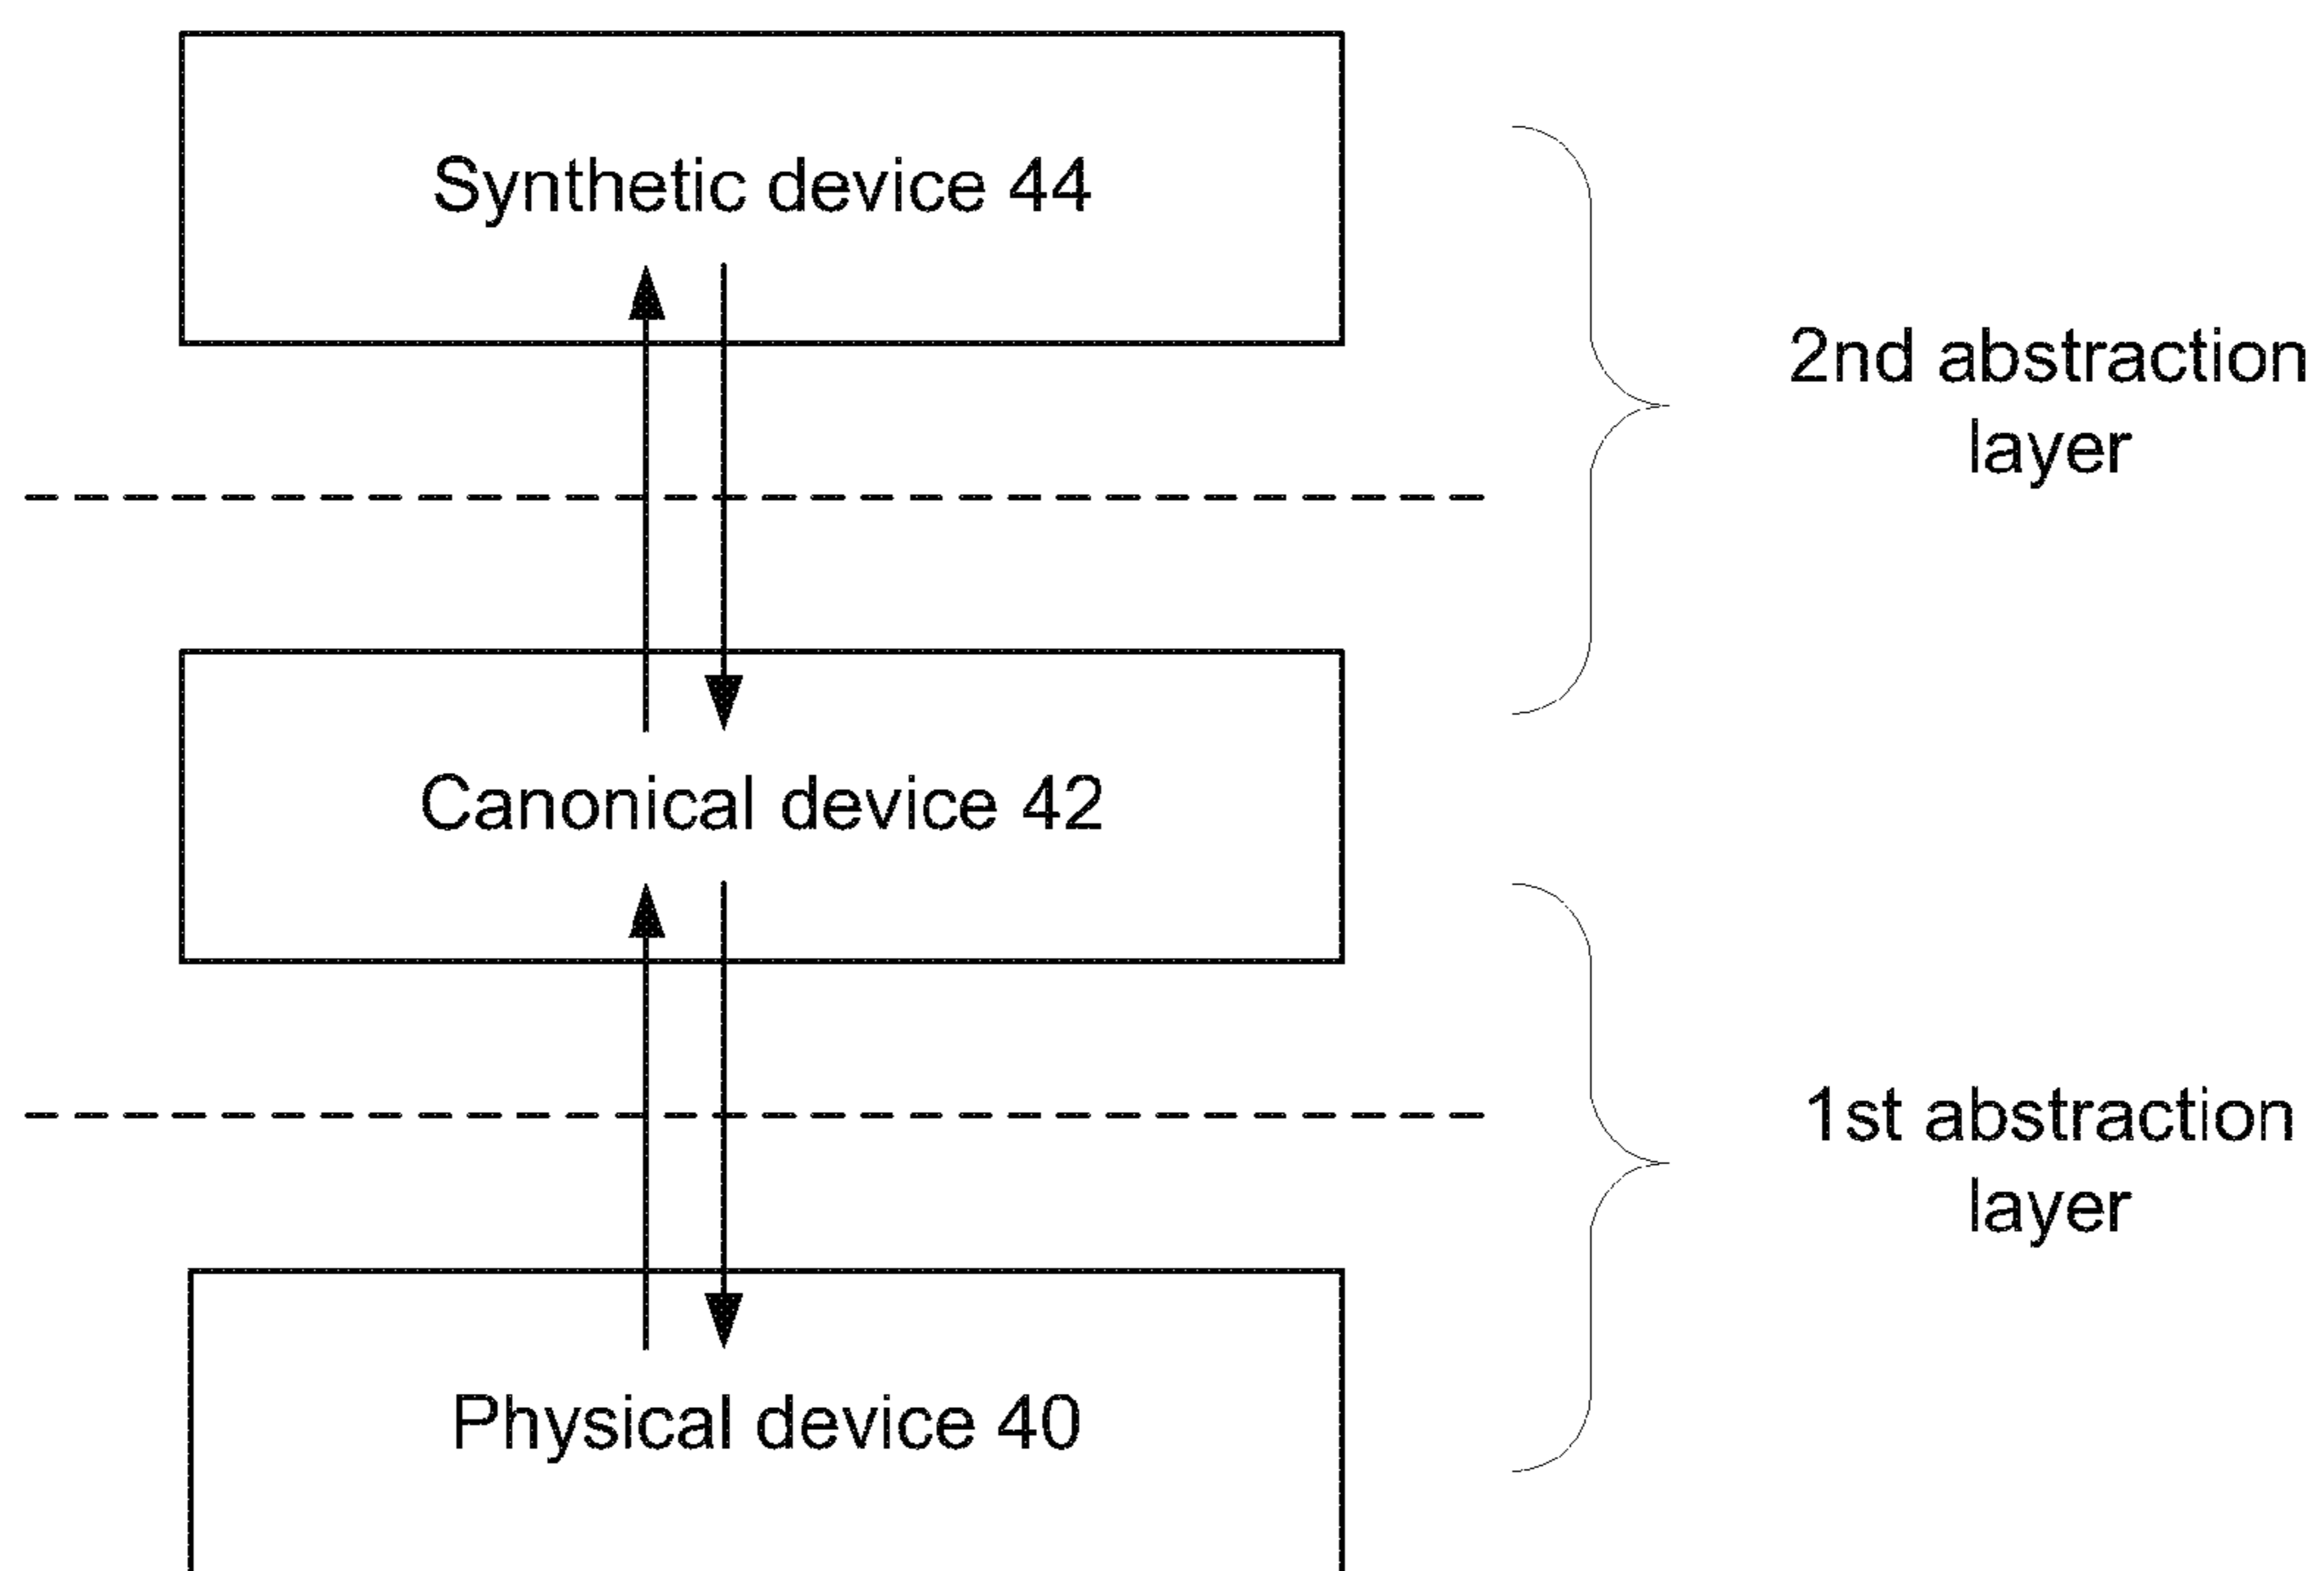 Synthetic device 44
2nd abstraction
layer
Canonical device 42
1st abstraction
layer
Physical device 40